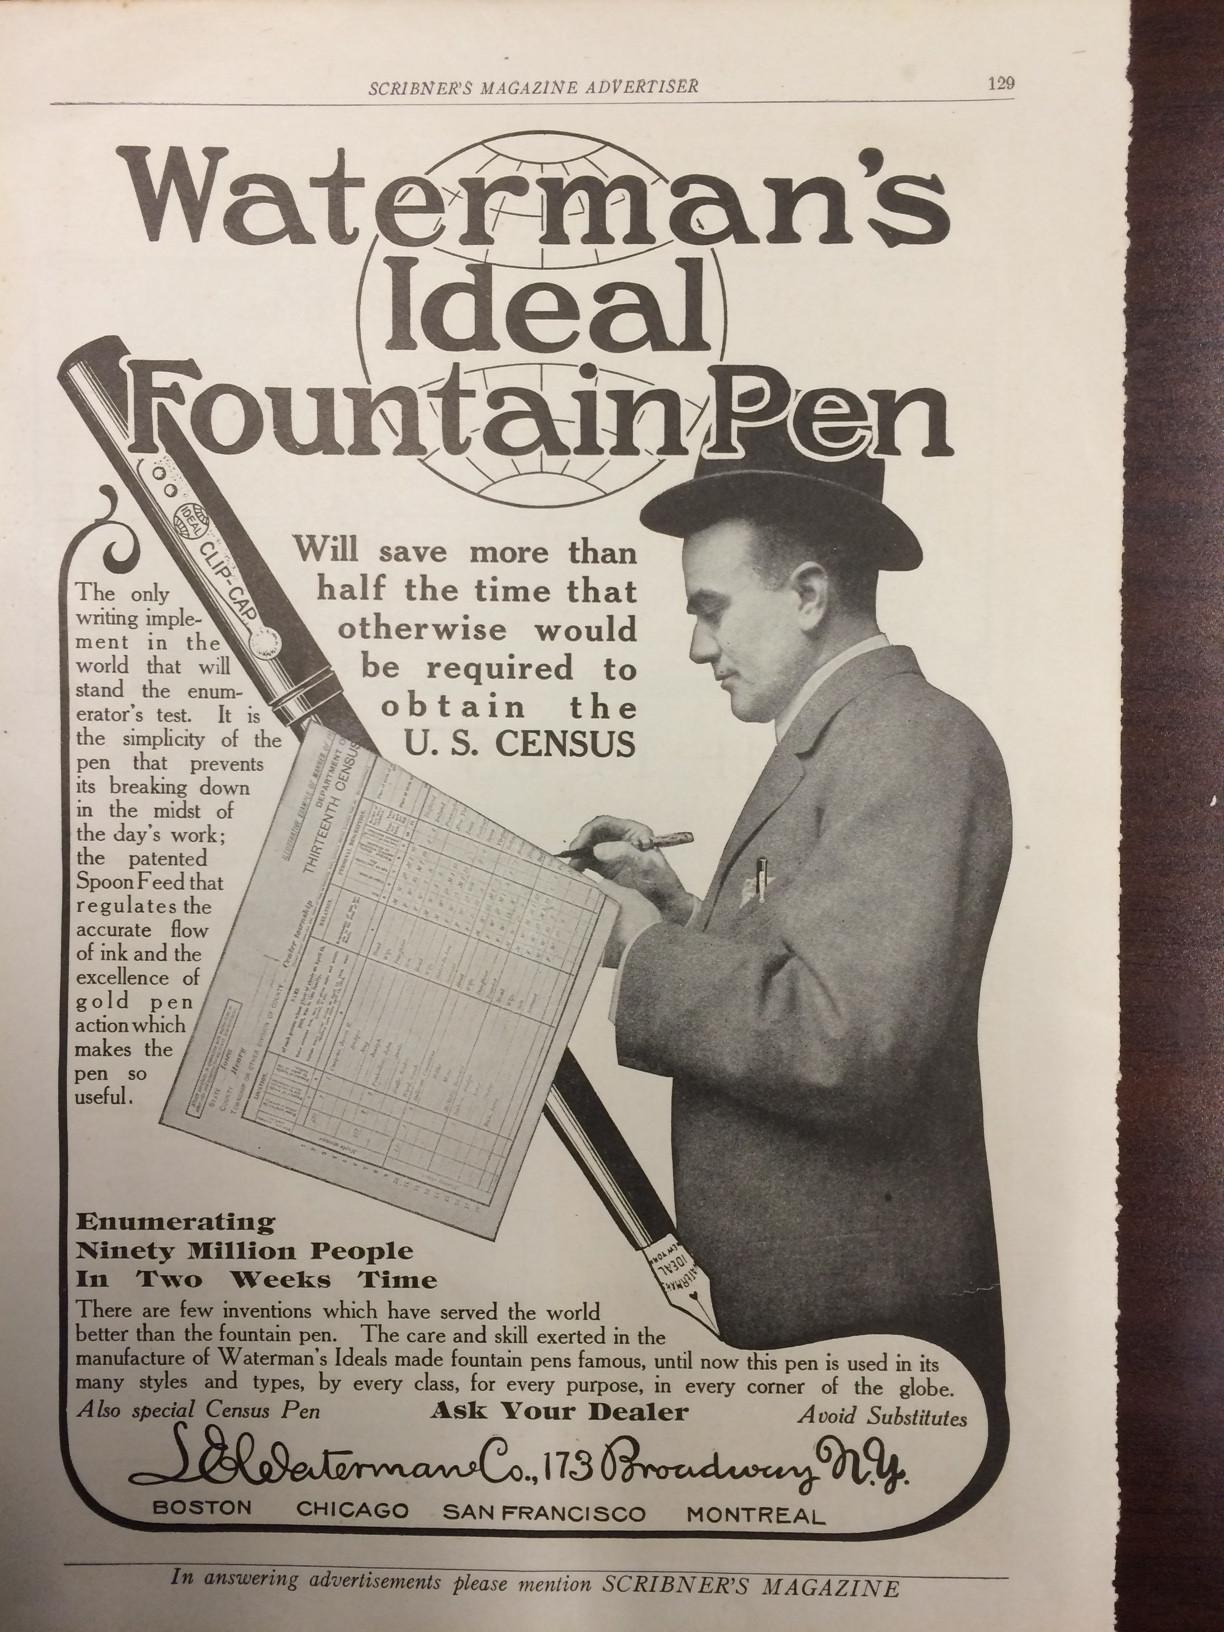 SCRIBNER'S MAGAZINE ADVERTISER
129
Waterman's
Ideal
Fountain Pen
IDEAL
CLIP-CAP
Will save more than
half the time that
otherwise would
be required to
obtain the
U. S. CENSUS
The only
writing imple-
ment in the
world that will
stand the enum-
erator's test. It is
the simplicity of the
pen that prevents
its breaking down
in the midst of
the day's work;
the patented
Spoon Feed that
regulates the
accurate flow
of ink and the
excellence of
gold pen
action which
makes the
pen so
useful.
DEPARTMENT OF
THIRTEENTH CENSUS
Center Township
STATE Iowa
COUNTY Henry
IDEAL
Enumerating
Ninety Million People
In Two Weeks Time
There are few inventions which have served the world
better than the fountain pen. The care and skill exerted in the
manufacture of Waterman's Ideals made fountain pens famous, until now this pen is used in its
many styles and types, by every class, for every purpose, in every corner of the globe.
Also special Census Pen Ask Your Dealer Avoid Substitutes
L E Waterman Co., 173 Broadway N.Y.
BOSTON CHICAGO SAN FRANCISCO MONTREAL
In answering advertisements please mention SCRIBNER'S MAGAZINE